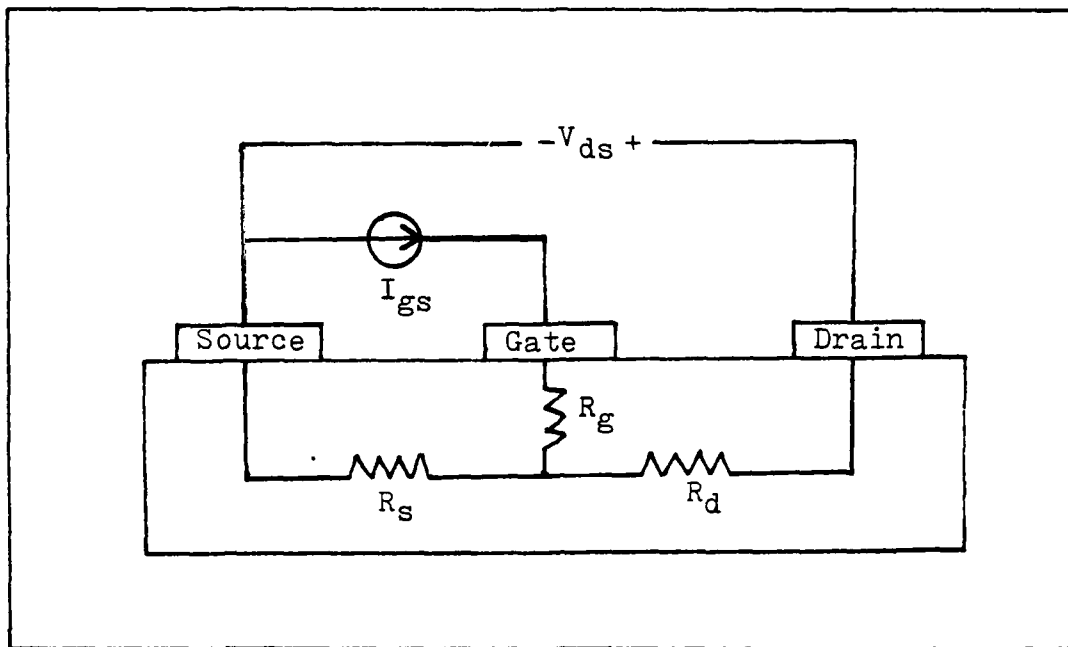 -V_ds +
I_gs
Source
Gate
Drain
R_g
R_s
R_d